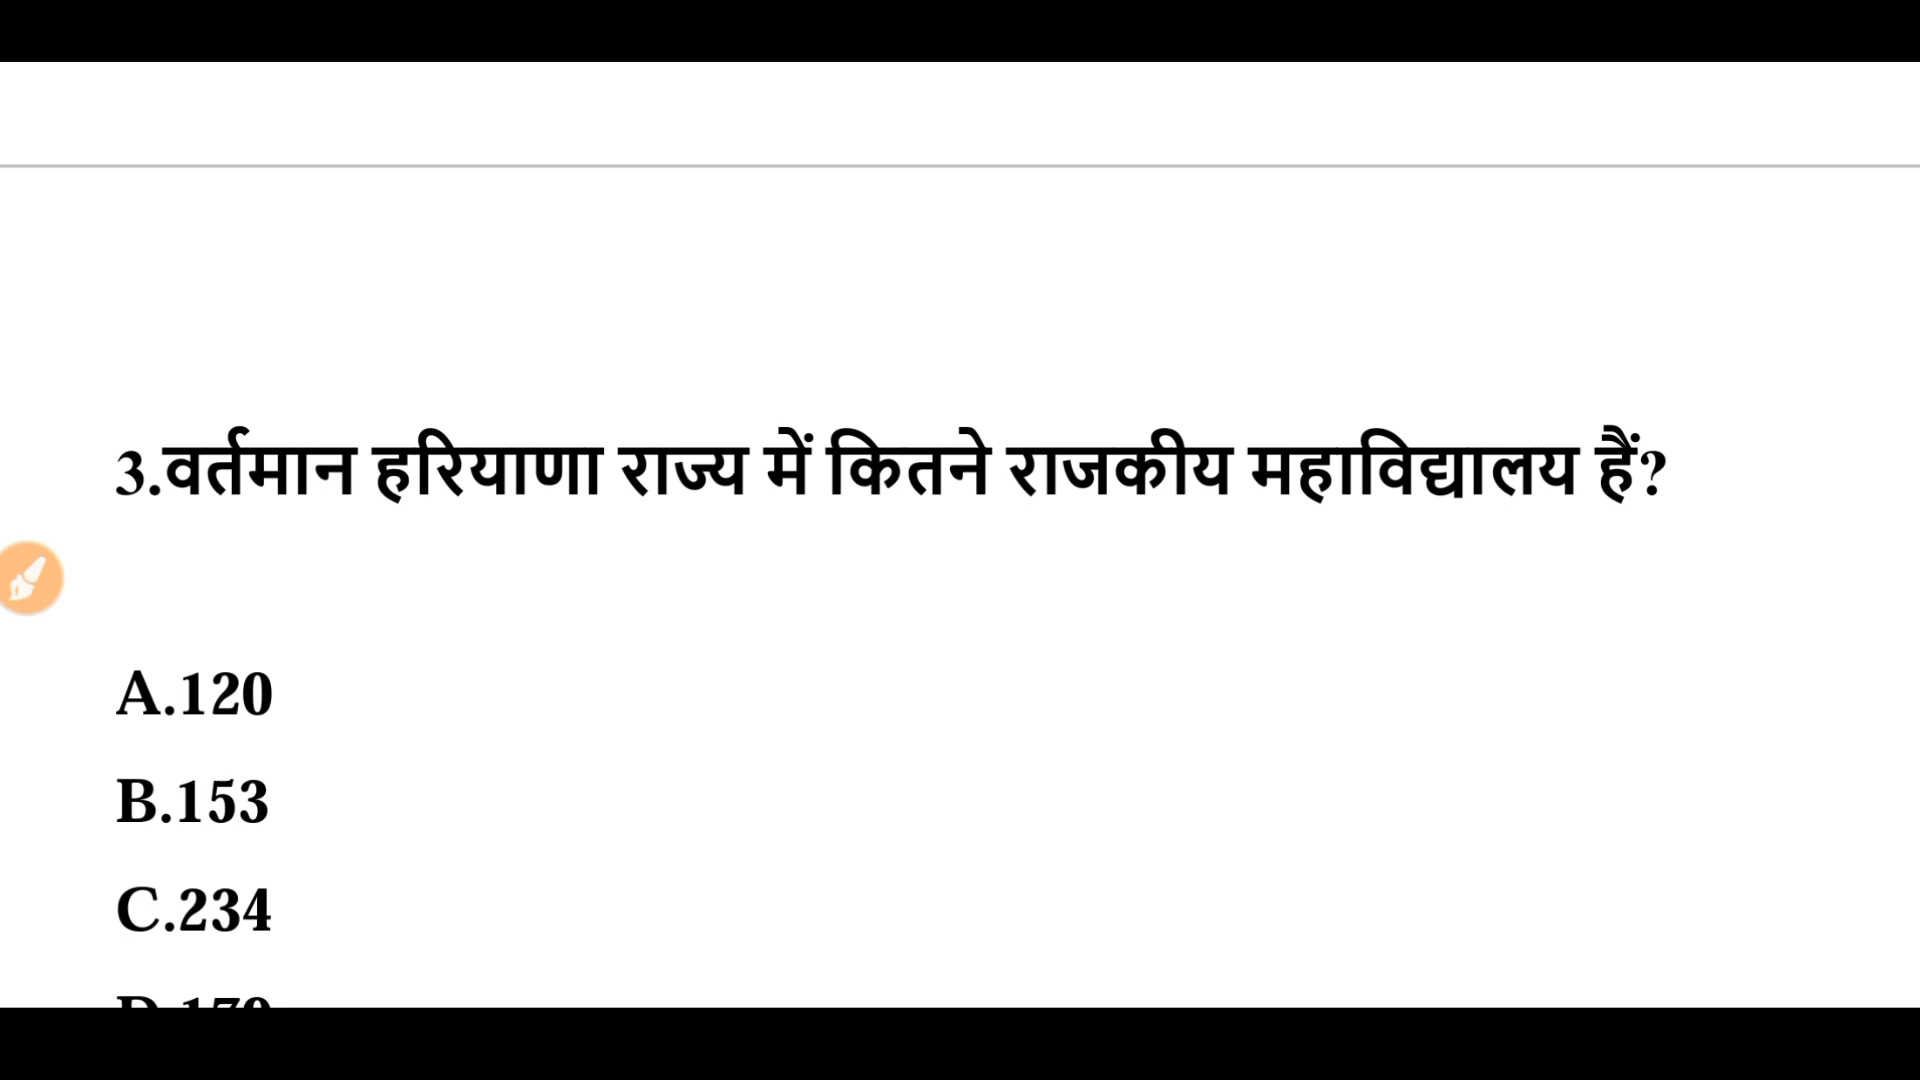 3.वर्तमान हरियाणा राज्य में कितने राजकीय महाविद्यालय हैं?
A.120
B.153
C.234